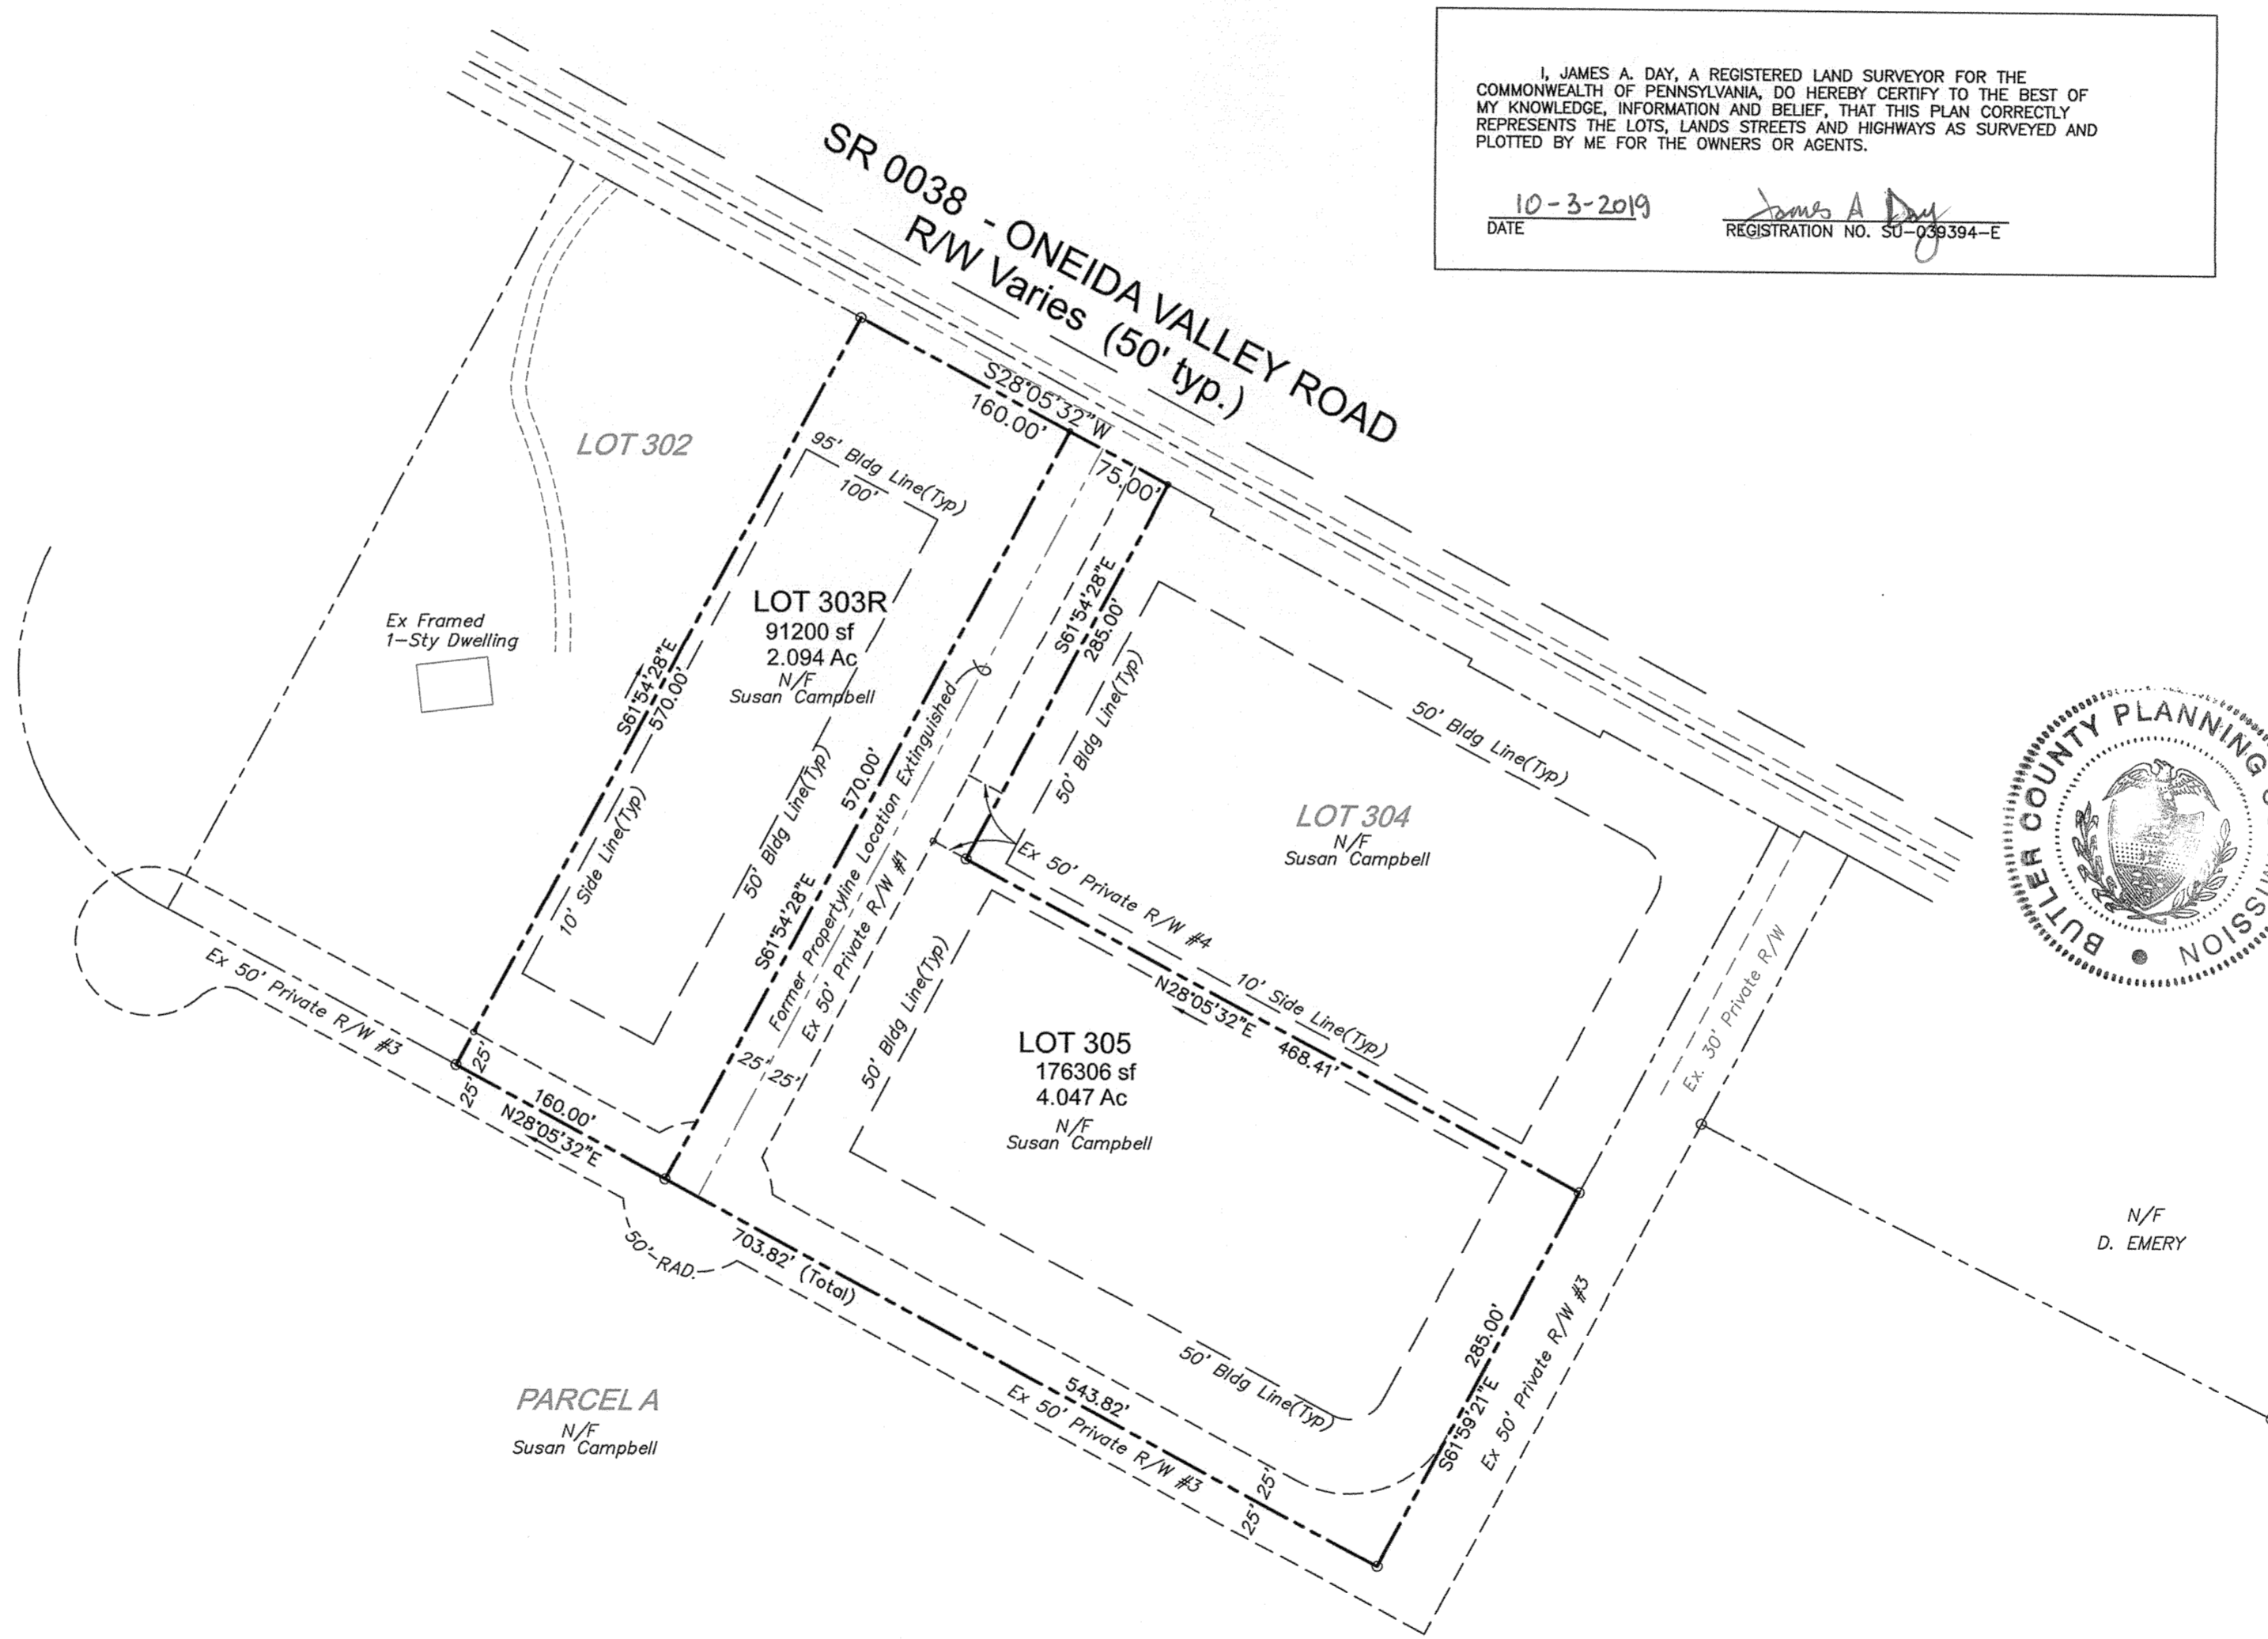 I, JAMES A. DAY, A REGISTERED LAND SURVEYOR FOR THE
COMMONWEALTH OF PENNSYLVANIA, DO HEREBY CERTIFY TO THE BEST OF
MY KNOWLEDGE, INFORMATION AND BELIEF, THAT THIS PLAN CORRECTLY
REPRESENTS THE LOTS, LANDS STREETS AND HIGHWAYS AS SURVEYED AND
PLOTTED BY ME FOR THE OWNERS OR AGENTS.
10-3-2019
James A Day
DATE
REGISTRATION NO. SU-039394-E
SR 0038 - ONEIDA VALLEY ROAD
R/W Varies (50' typ.)
S28°05'32"W
160.00'
75.00'
LOT 302
95' Bldg Line(Typ)
100'
Ex Framed
1-Sty Dwelling
LOT 303R
91200 sf
2.094 Ac
N/F
Susan Campbell
S61°54'28"E
570.00'
10' Side Line(Typ)
50' Bldg Line(Typ)
570.00'
S61°54'28"E
Former Propertyline Location Extinguished
Ex 50' Private R/W #1
25' 25'
S61°54'28"E
285.00'
50' Bldg Line(Typ)
50' Bldg Line(Typ)
LOT 304
N/F
Susan Campbell
Ex 50' Private R/W #4
10' Side Line(Typ)
N28°05'32"E
468.41'
50' Bldg Line(Typ)
LOT 305
176306 sf
4.047 Ac
N/F
Susan Campbell
Ex. 30' Private R/W
BUTLER COUNTY PLANNING
Ex 50' Private R/W #3
25'
25'
160.00'
N28°05'32"E
50'-RAD.
703.82' (Total)
50' Bldg Line(Typ)
543.82'
Ex 50' Private R/W #3
25'
25'
285.00'
S61°59'21"E
Ex 50' Private R/W #3
N/F
D. EMERY
PARCEL A
N/F
Susan Campbell